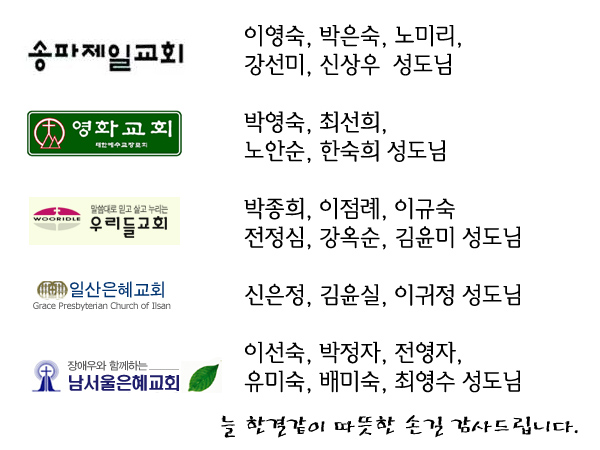 송파제일교회
이영숙, 박은숙, 노미리,
강선미, 신상우 성도님
영화교회
대한예수교장로회
박영숙, 최선희,
노안순, 한숙희 성도님
WOORIDLE
말씀대로 믿고 살고 누리는
우리들교회
박종희, 이점례, 이규숙
전정심, 강옥순, 김윤미 성도님
일산은혜교회
Grace Presbyterian Church of Ilsan
신은정, 김윤실, 이귀정 성도님
장애우와 함께하는
남서울은혜교회
이선숙, 박정자, 전영자,
유미숙, 배미숙, 최영수 성도님
늘 한결같이 따뜻한 손길 감사드립니다.